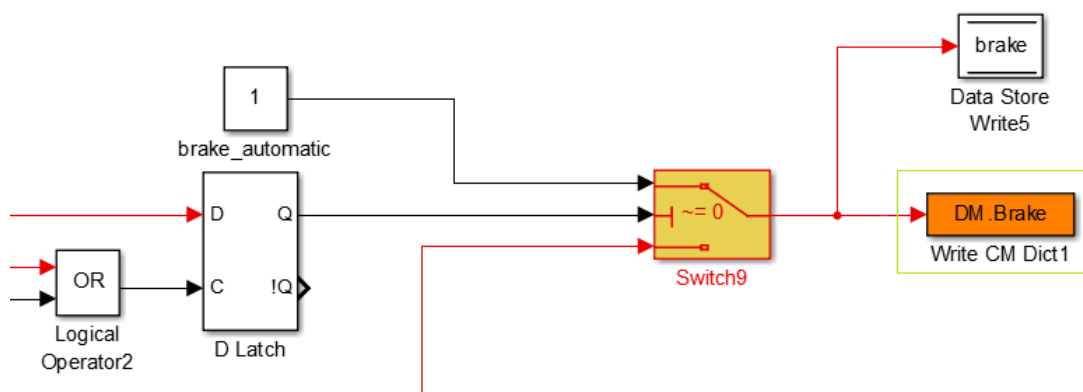 brake
Data Store
Write5
1
brake_automatic
D
Q
C
!Q
D Latch
OR
Logical
Operator2
~= 0
Switch9
DM.Brake
Write CM Dict1